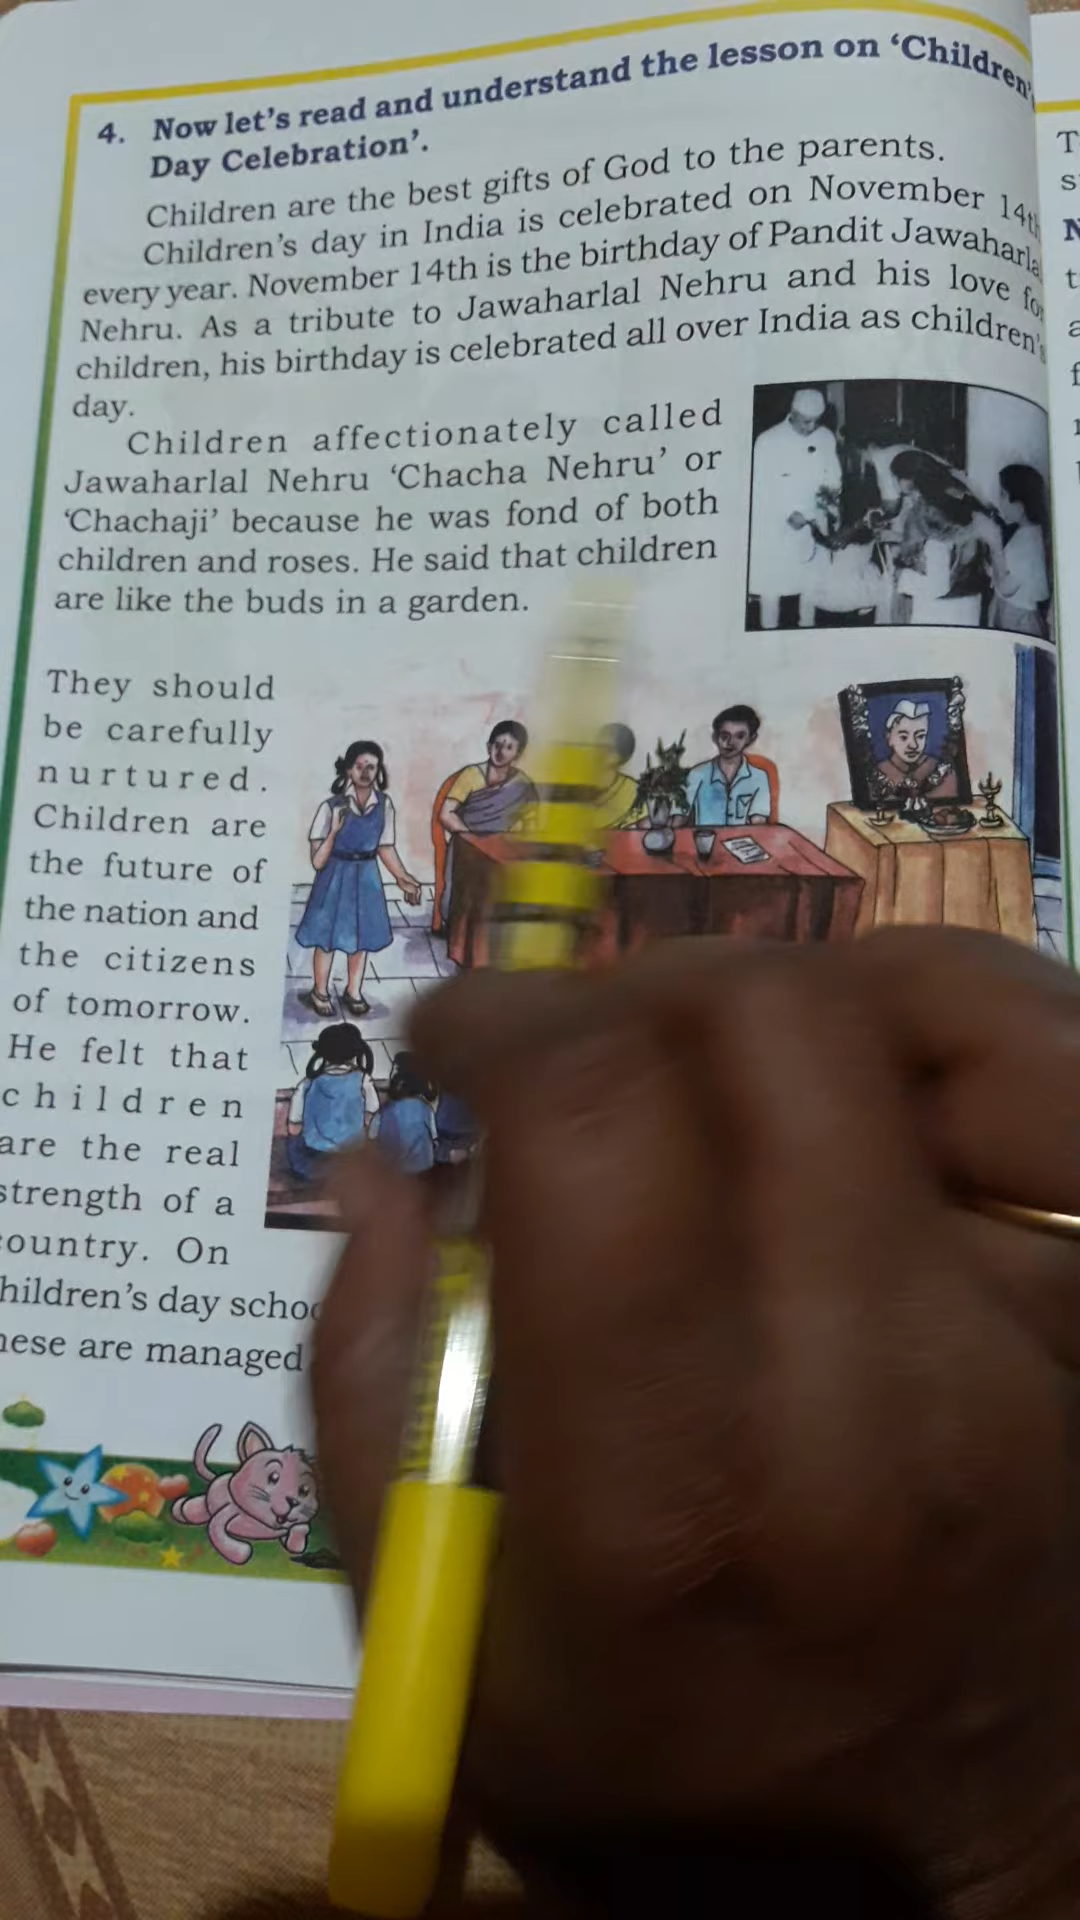 4. Now let's read and understand the lesson on 'Children's
Day Celebration'.
Children are the best gifts of God to the parents.
Children's day in India is celebrated on November 14th
every year. November 14th is the birthday of Pandit Jawaharla
Nehru. As a tribute to Jawaharlal Nehru and his love for
children, his birthday is celebrated all over India as children's
day.
Children affectionately called
Jawaharlal Nehru 'Chacha Nehru' or
'Chachaji' because he was fond of both
children and roses. He said that children
are like the buds in a garden.
They should
be carefully
nurtured.
Children are
the future of
the nation and
the citizens
of tomorrow.
He felt that
children
are the real
strength of a
country. On
hildren's day schoo
hese are managed